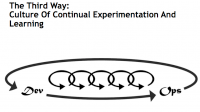 The Third Way:
Culture Of Continual Experimentation And
Learning
Dev
Ops